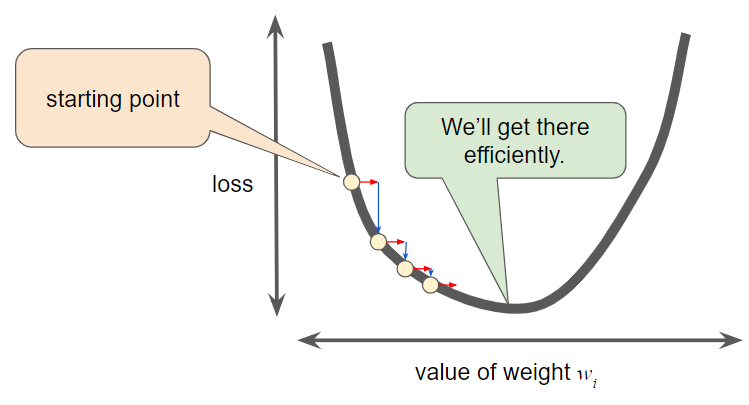 starting point
We’ll get there
efficiently.
loss
value of weight wi